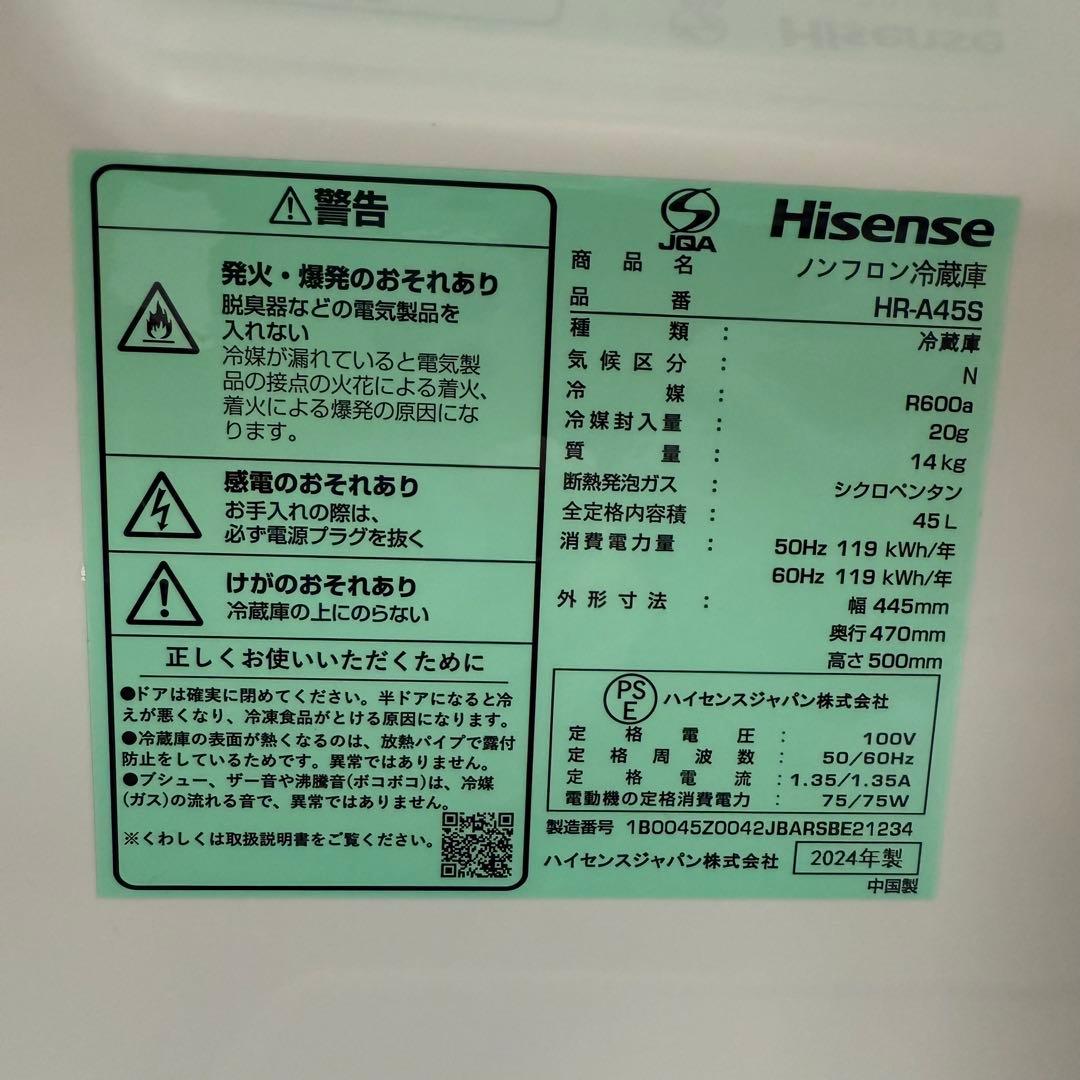 Hisense
⚠警告
発火・爆発のおそれあり
脱臭器などの電気製品を
入れない
冷媒が漏れていると電気製
品の接点の火花による着火、
着火による爆発の原因にな
ります。
感電のおそれあり
お手入れの際は、
必ず電源プラグを抜く
けがのおそれあり
冷蔵庫の上にのらない
正しくお使いいただくために
●ドアは確実に閉めてください。半ドアになると冷
えが悪くなり、冷凍食品がとける原因になります。
●冷蔵庫の表面が熱くなるのは、放熱パイプで露付
防止をしているためです。異常ではありません。
●プシュー、ザー音や沸騰音(ボコボコ)は、冷媒
(ガス)の流れる音で、異常ではありません。
※くわしくは取扱説明書をご覧ください。
JQA
Hisense
商品名 ノンフロン冷蔵庫
品番 HR-A45S
種類: 冷蔵庫
気候区分: N
冷媒: R600a
冷媒封入量: 20g
質量: 14kg
断熱発泡ガス: シクロペンタン
全定格内容積: 45L
消費電力量: 50Hz 119 kWh/年
60Hz 119 kWh/年
外形寸法: 幅 445mm
奥行 470mm
高さ 500mm
PSE ハイセンスジャパン株式会社
定格電圧: 100V
定格周波数: 50/60Hz
定格電流: 1.35/1.35A
電動機の定格消費電力: 75/75W
製造番号 1B0045Z0042JBARSBE21234
ハイセンスジャパン株式会社 2024年製
中国製